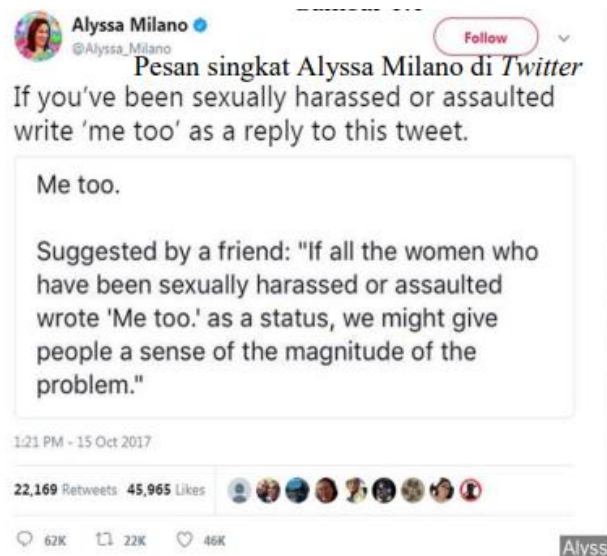 Alyssa Milano
@Alyssa_Milano
Follow
Pesan singkat Alyssa Milano di Twitter
If you've been sexually harassed or assaulted
write 'me too' as a reply to this tweet.
Me too.
Suggested by a friend: "If all the women who
have been sexually harassed or assaulted
wrote 'Me too.' as a status, we might give
people a sense of the magnitude of the
problem."
1:21 PM - 15 Oct 2017
22,169 Retweets 45,965 Likes
62K 22K 46K
Alyss